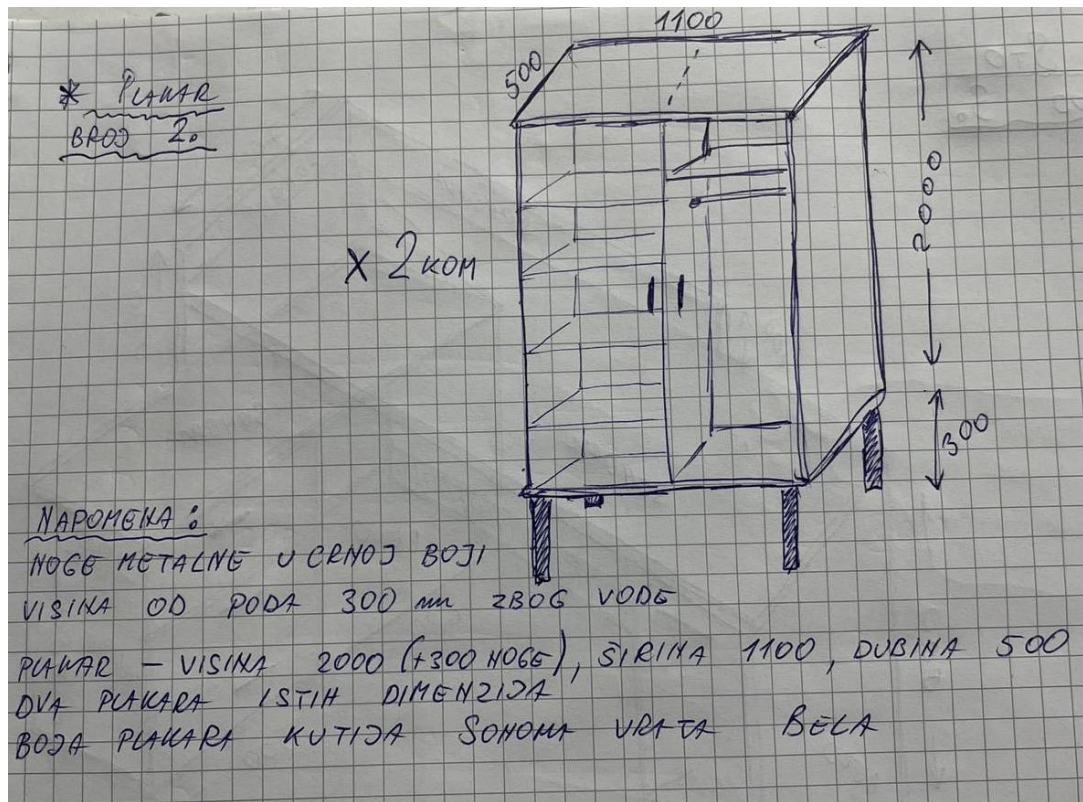 * PLAKAR
BROJ 2.
1100
500
2000
300
X 2 KOM
NAPOMENA:
NOGE METALNE U CRNOJ BOJI
VISINA OD PODA 300 mm ZBOG VODE
PLAKAR – VISINA 2000 (+300 NOGE), ŠIRINA 1100, DUBINA 500
DVA PLAKARA ISTIH DIMENZIJA
BOJA PLAKARA KUTIJA SONOMA VRATA BELA